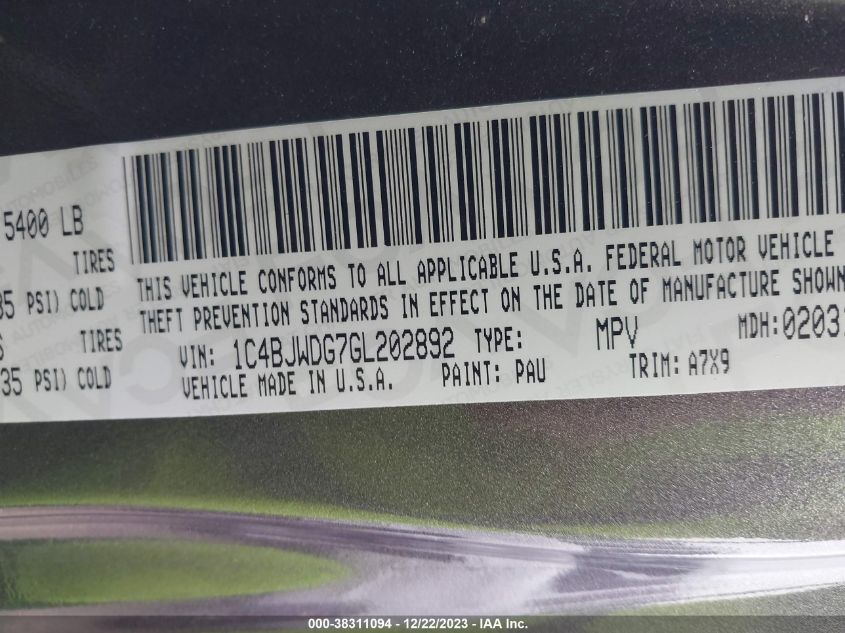 5400 LB
TIRES
35 PSI) COLD
TIRES
35 PSI) COLD
THIS VEHICLE CONFORMS TO ALL APPLICABLE U.S.A. FEDERAL MOTOR VEHICLE
THEFT PREVENTION STANDARDS IN EFFECT ON THE DATE OF MANUFACTURE SHOWN
VIN: 1C4BJWDG7GL202892 TYPE: MPV MDH:0203
VEHICLE MADE IN U.S.A. PAINT: PAU TRIM: A7X9
000-38311094 - 12/22/2023 - IAA Inc.